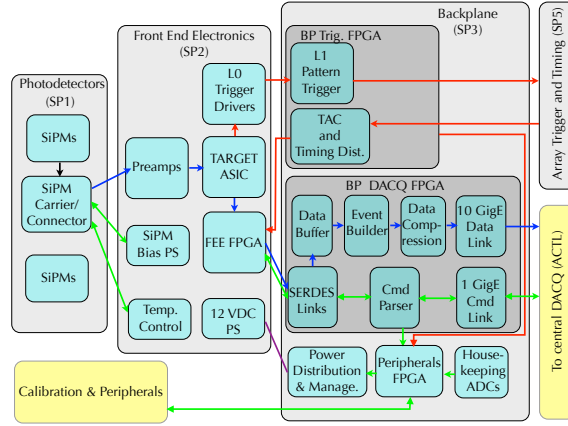 Photodetectors
(SP1)
SiPMs
SiPM
Carrier/
Connector
SiPMs
Front End Electronics
(SP2)
L0
Trigger
Drivers
Preamps
TARGET
ASIC
SiPM
Bias PS
FEE FPGA
Temp.
Control
12 VDC
PS
Backplane
(SP3)
BP Trig. FPGA
L1
Pattern
Trigger
TAC
and
Timing Dist.
BP DACQ FPGA
Data
Buffer
Event
Builder
Data
Comp-
ression
10 GigE
Data
Link
SERDES
Links
Cmd
Parser
1 GigE
Cmd
Link
Power
Distribution
& Manage.
Peripherals
FPGA
House-
keeping
ADCs
Array Trigger and Timing (SP5)
To central DACQ (ACTL)
Calibration & Peripherals